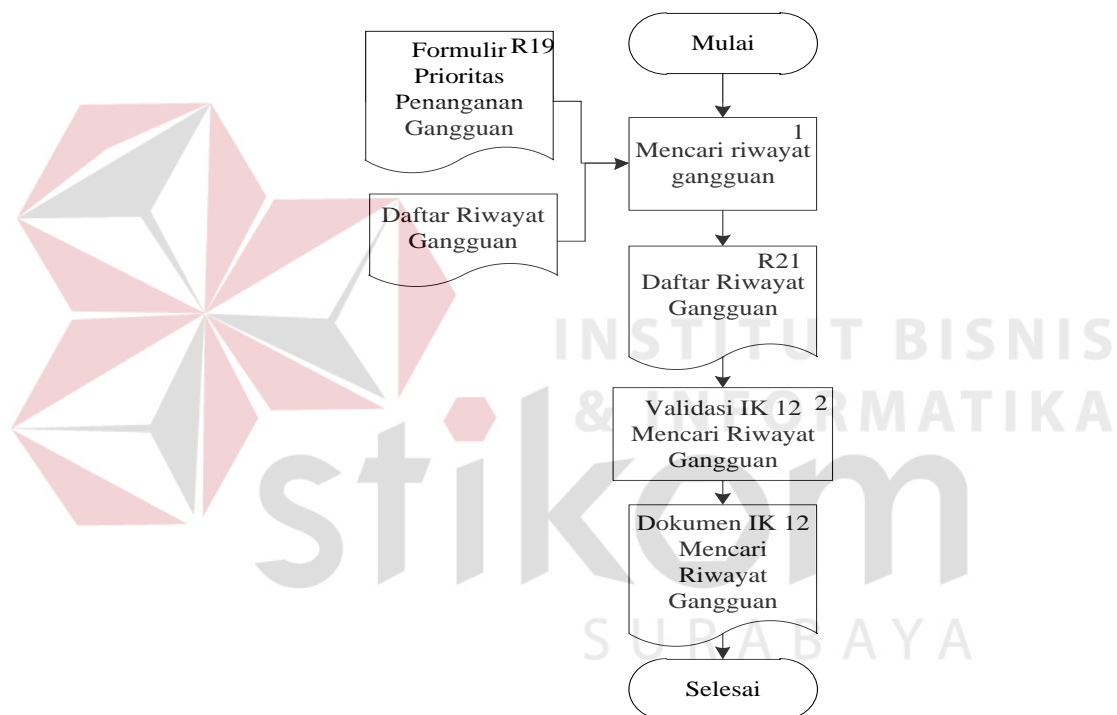 Mulai
Formulir R19
Prioritas
Penanganan
Gangguan
1
Mencari riwayat
gangguan
Daftar Riwayat
Gangguan
R21
Daftar Riwayat
Gangguan
INSTITUT BISNIS
& INFORMATIKA
Validasi IK 12 2
Mencari Riwayat
Gangguan
stikom
Dokumen IK 12
Mencari
Riwayat
Gangguan
SURABAYA
Selesai